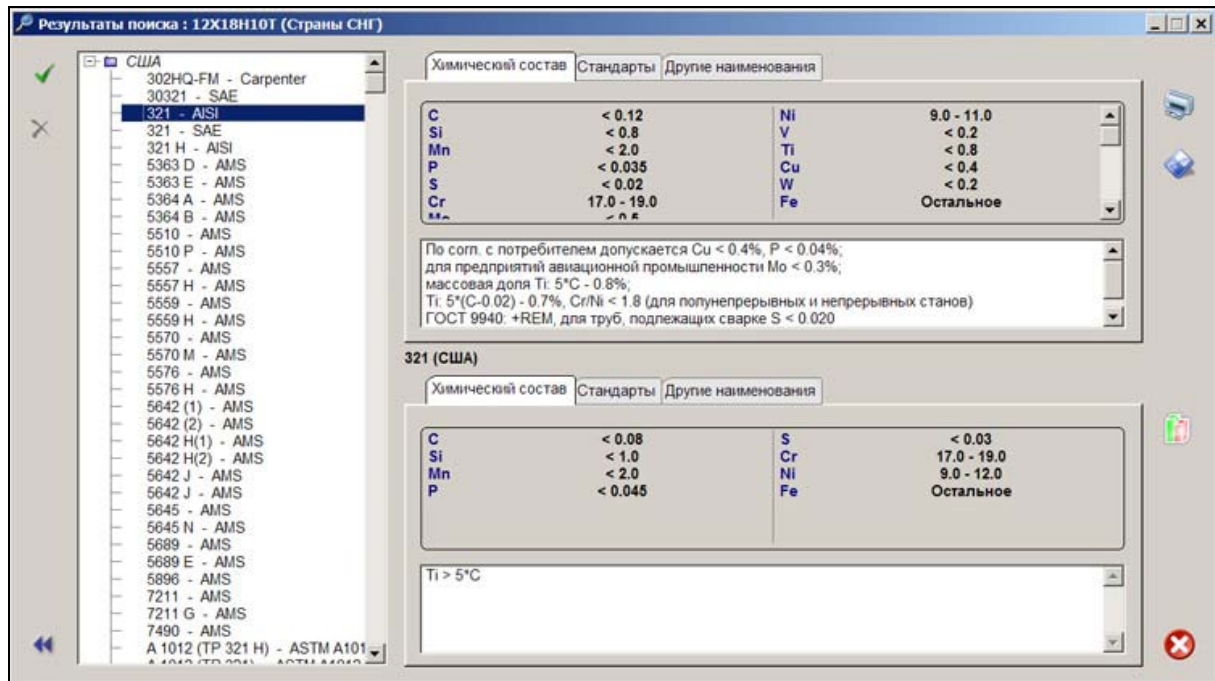 Результаты поиска : 12Х18Н10Т (Страны СНГ)
США
302HQ-FM - Carpenter
30321 - SAE
321 - AISI
321 - SAE
321 H - AISI
5363 D - AMS
5363 E - AMS
5364 A - AMS
5364 B - AMS
5510 - AMS
5510 P - AMS
5557 - AMS
5557 H - AMS
5559 - AMS
5559 H - AMS
5570 - AMS
5570 M - AMS
5576 - AMS
5576 H - AMS
5642 (1) - AMS
5642 (2) - AMS
5642 H(1) - AMS
5642 H(2) - AMS
5642 J - AMS
5642 J - AMS
5645 - AMS
5645 N - AMS
5689 - AMS
5689 E - AMS
5896 - AMS
7211 - AMS
7211 G - AMS
7490 - AMS
A 1012 (TP 321 H) - ASTM A101
Химический состав Стандарты Другие наименования
C < 0.12 Ni 9.0 - 11.0
Si < 0.8 V < 0.2
Mn < 2.0 Ti < 0.8
P < 0.035 Cu < 0.4
S < 0.02 W < 0.2
Cr 17.0 - 19.0 Fe Остальное
По согл. с потребителем допускается Cu < 0.4%, P < 0.04%;
для предприятий авиационной промышленности Mo < 0.3%;
массовая доля Ti: 5*C - 0.8%;
Ti: 5*(C-0.02) - 0.7%, Cr/Ni < 1.8 (для полунепрерывных и непрерывных станов)
ГОСТ 9940: +REM, для труб, подлежащих сварке S < 0.020
321 (США)
Химический состав Стандарты Другие наименования
C < 0.08 S < 0.03
Si < 1.0 Cr 17.0 - 19.0
Mn < 2.0 Ni 9.0 - 12.0
P < 0.045 Fe Остальное
Ti > 5*C